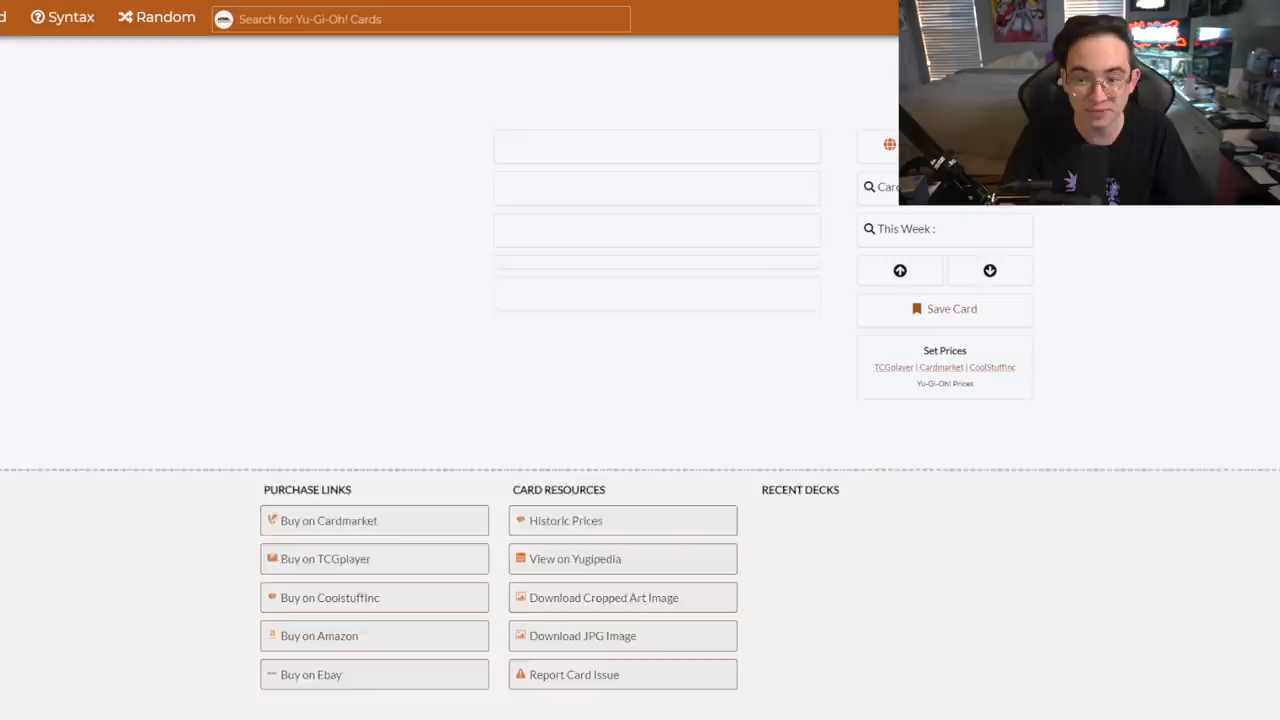 Syntax
Random
Search for Yu-Gi-Oh! Cards
This Week :
Save Card
Set Prices
TCGplayer | Cardmarket | CoolStuffInc
Yu-Gi-Oh! Prices
PURCHASE LINKS
Buy on Cardmarket
Buy on TCGplayer
Buy on CoolstuffInc
Buy on Amazon
Buy on Ebay
CARD RESOURCES
Historic Prices
View on Yugipedia
Download Cropped Art Image
Download JPG Image
Report Card Issue
RECENT DECKS